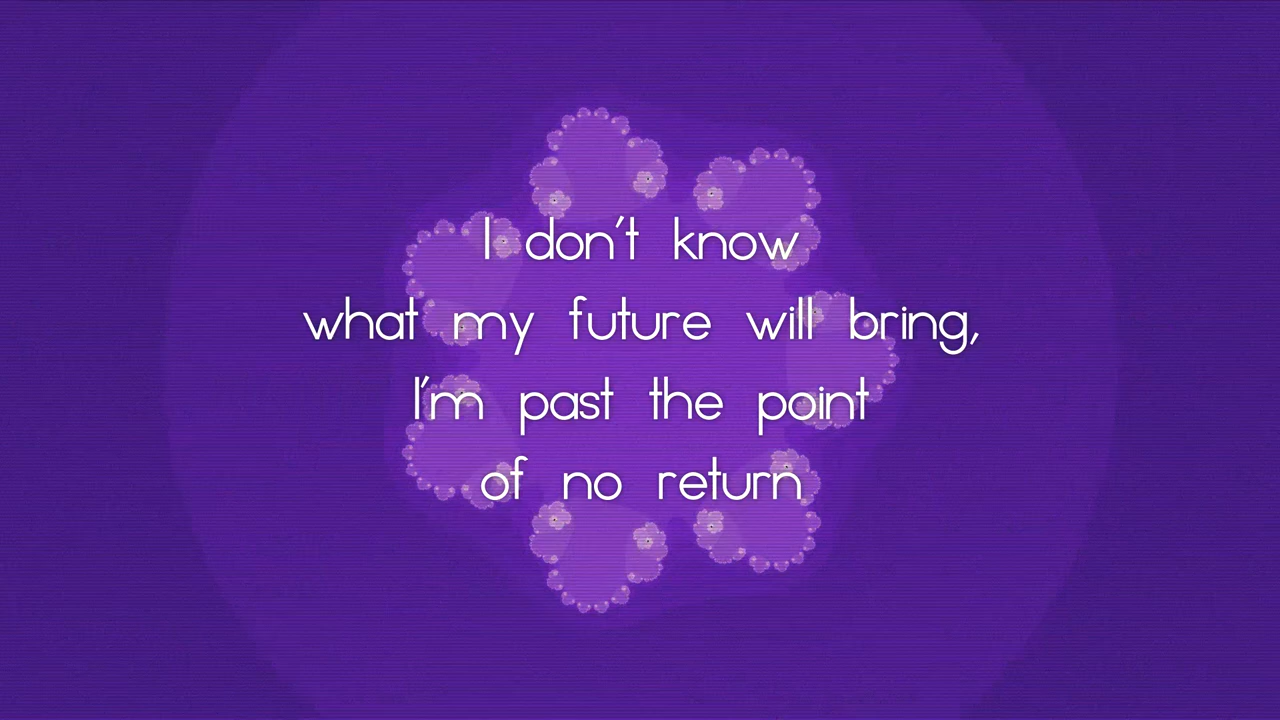 I don't know
what my future will bring,
I'm past the point
of no return